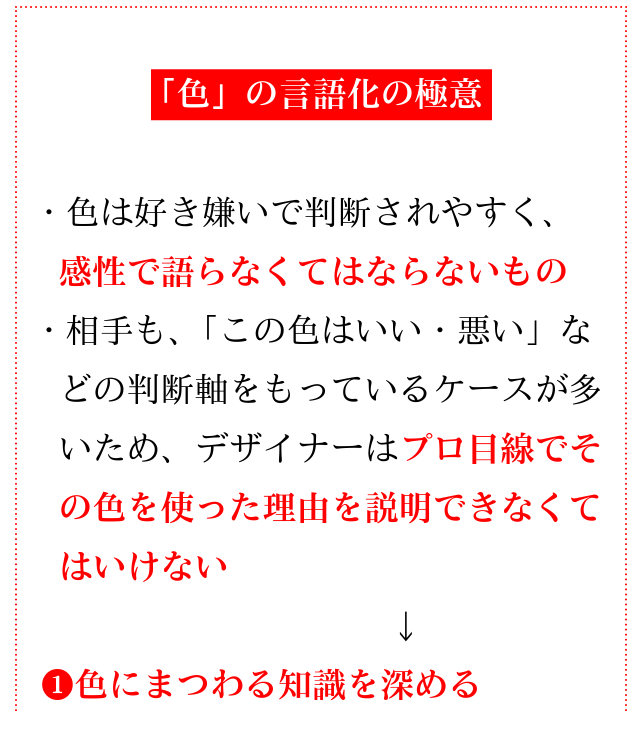 「色」の言語化の極意
・色は好き嫌いで判断されやすく、
感性で語らなくてはならないもの
・相手も、「この色はいい・悪い」な
どの判断軸をもっているケースが多
いため、デザイナーはプロ目線でそ
の色を使った理由を説明できなくて
はいけない
↓
❶色にまつわる知識を深める